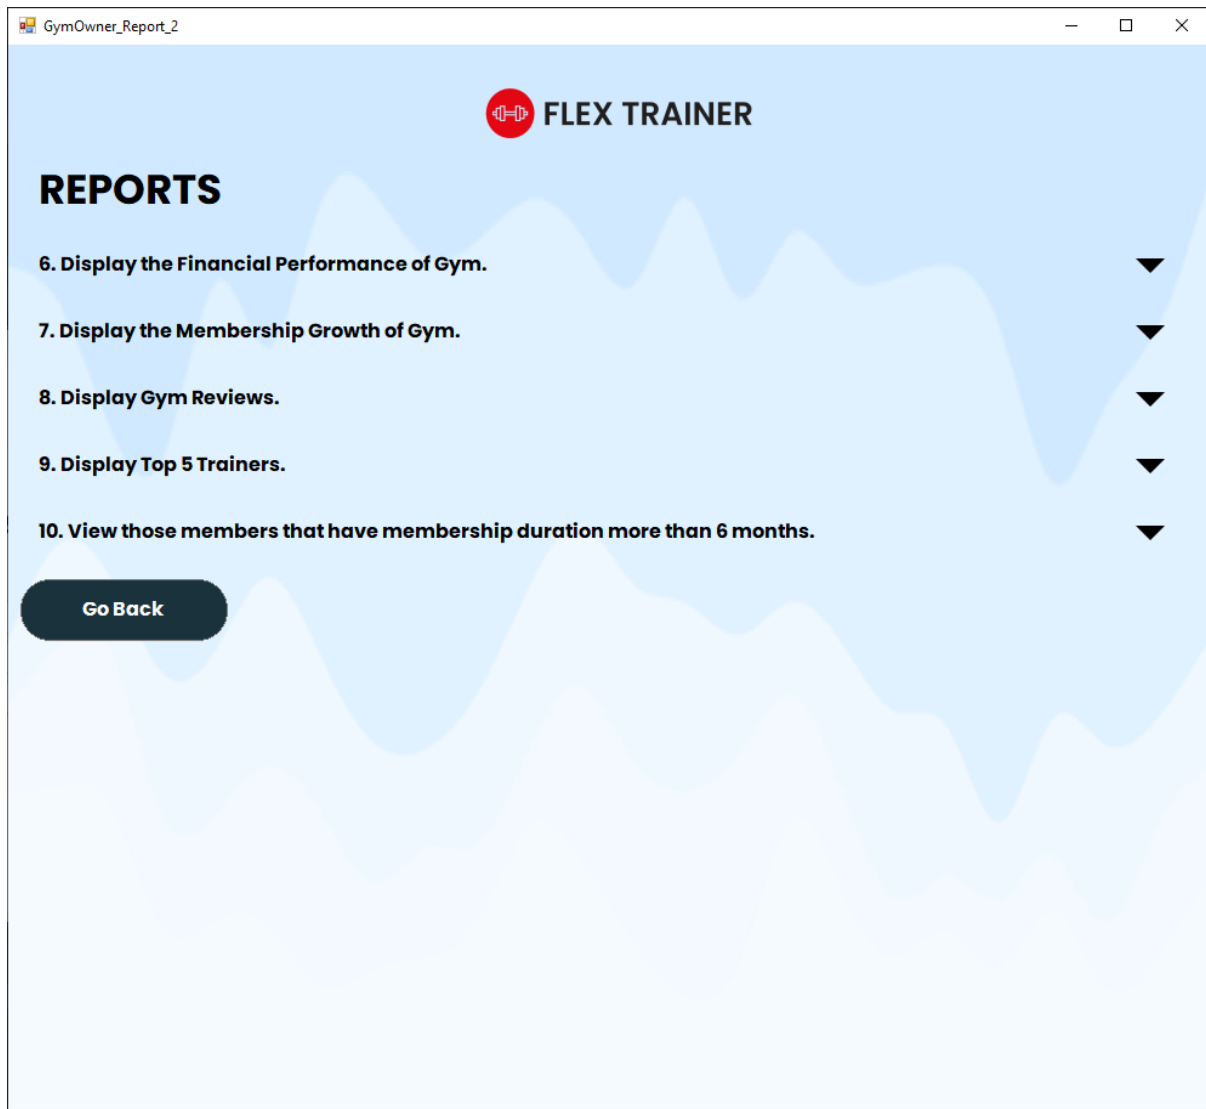 GymOwner_Report_2
FLEX TRAINER
REPORTS
6. Display the Financial Performance of Gym.
7. Display the Membership Growth of Gym.
8. Display Gym Reviews.
9. Display Top 5 Trainers.
10. View those members that have membership duration more than 6 months.
Go Back